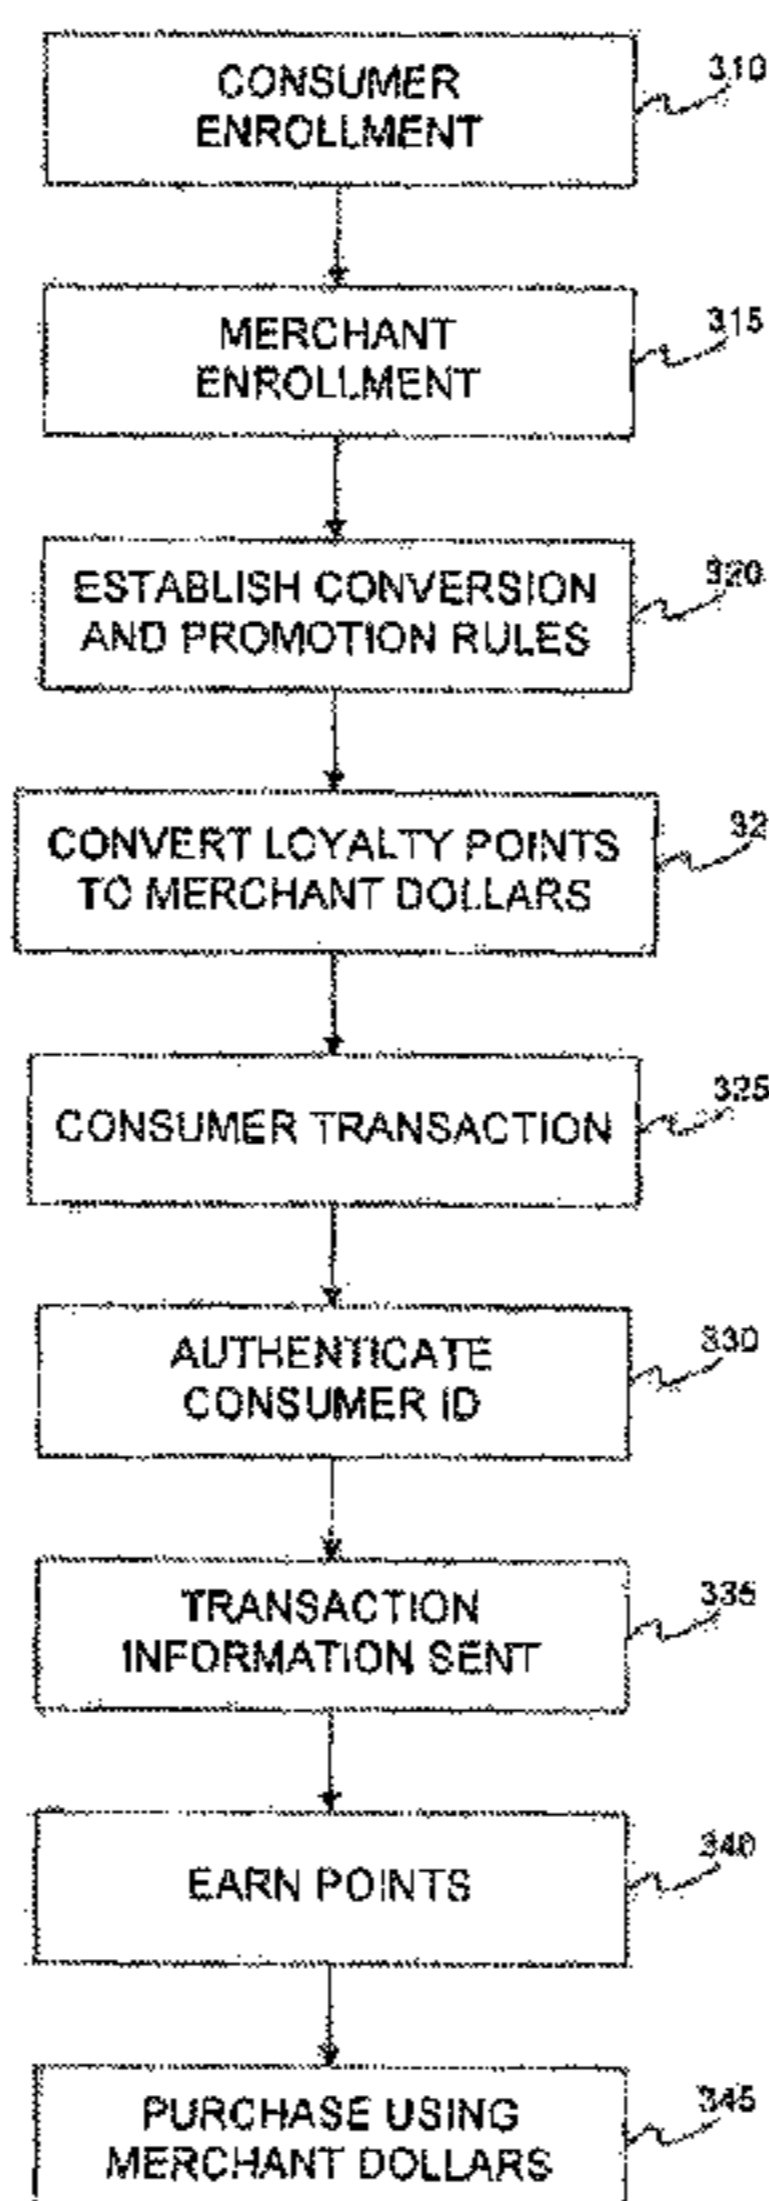 CONSUMER
ENROLLMENT
310
MERCHANT
ENROLLMENT
315
ESTABLISH CONVERSION
AND PROMOTION RULES
320
CONVERT LOYALTY POINTS
TO MERCHANT DOLLARS
32
CONSUMER TRANSACTION
325
AUTHENTICATE
CONSUMER ID
330
TRANSACTION
INFORMATION SENT
335
EARN POINTS
340
PURCHASE USING
MERCHANT DOLLARS
345